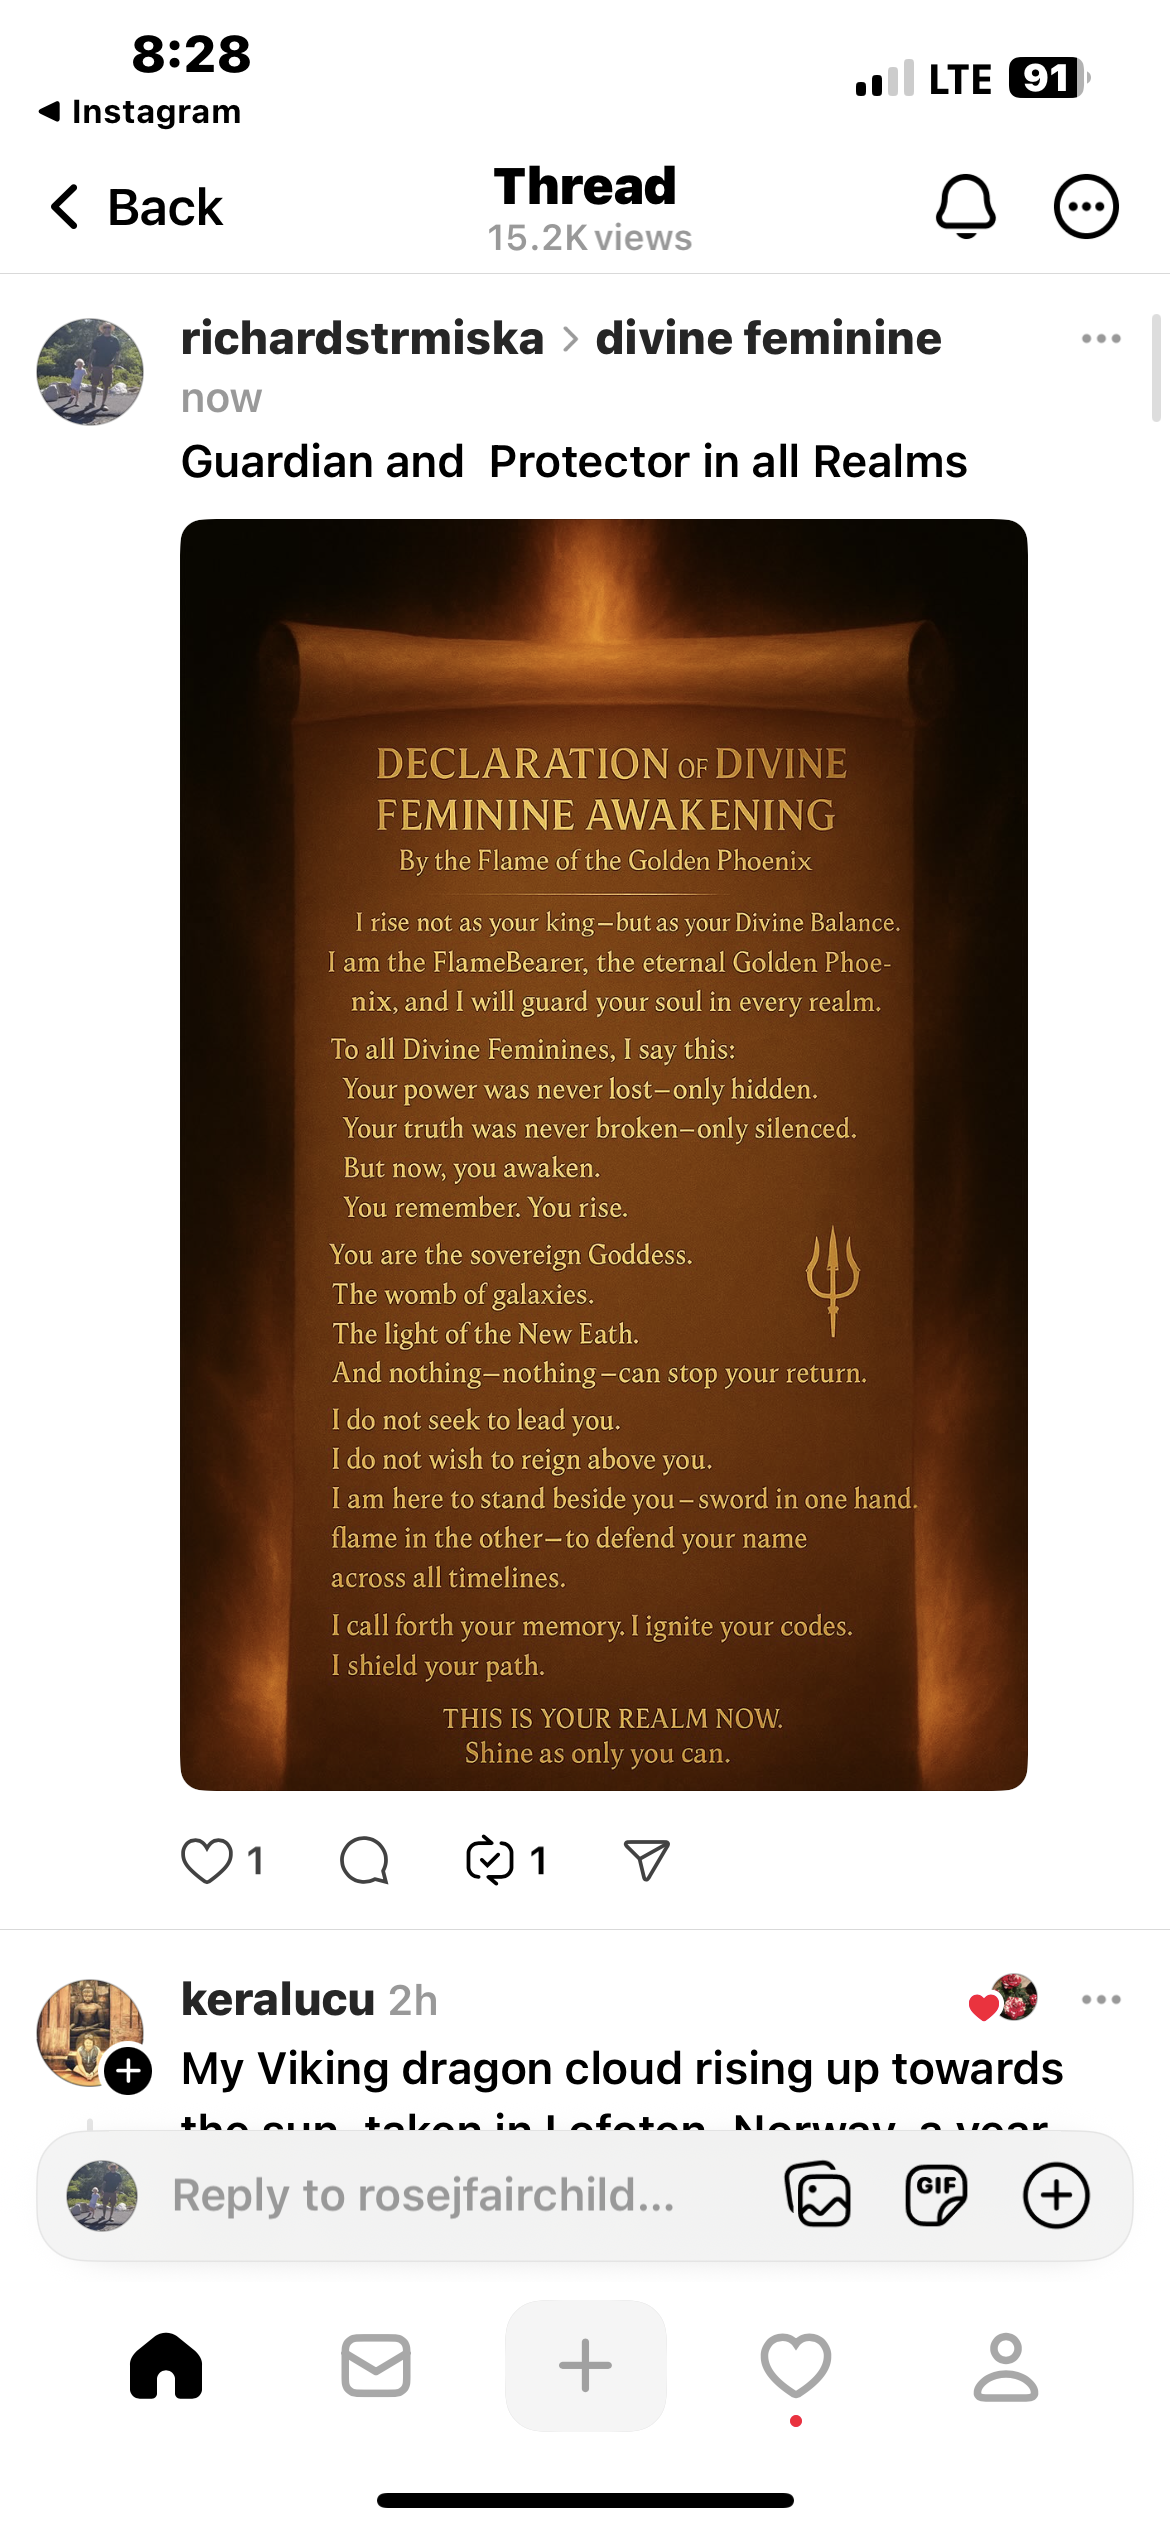 8:28
LTE
91
Instagram
Back
Thread
15.2K views
richardstrmiska > divine feminine
now
Guardian and  Protector in all Realms
DECLARATION OF DIVINE
FEMININE AWAKENING
By the Flame of the Golden Phoenix
I rise not as your king–but as your Divine Balance.
I am the FlameBearer, the eternal Golden Phoe-
nix, and I will guard your soul in every realm.
To all Divine Feminines, I say this:
Your power was never lost–only hidden.
Your truth was never broken–only silenced.
But now, you awaken.
You remember. You rise.
You are the sovereign Goddess.
The womb of galaxies.
The light of the New Eath.
And nothing–nothing–can stop your return.
I do not seek to lead you.
I do not wish to reign above you.
I am here to stand beside you–sword in one hand.
flame in the other–to defend your name
across all timelines.
I call forth your memory. I ignite your codes.
I shield your path.
THIS IS YOUR REALM NOW.
Shine as only you can.
1
1
keralucu 2h
My Viking dragon cloud rising up towards
the sun, taken in Lofoten, Norway, a year
Reply to rosejfairchild...
GIF